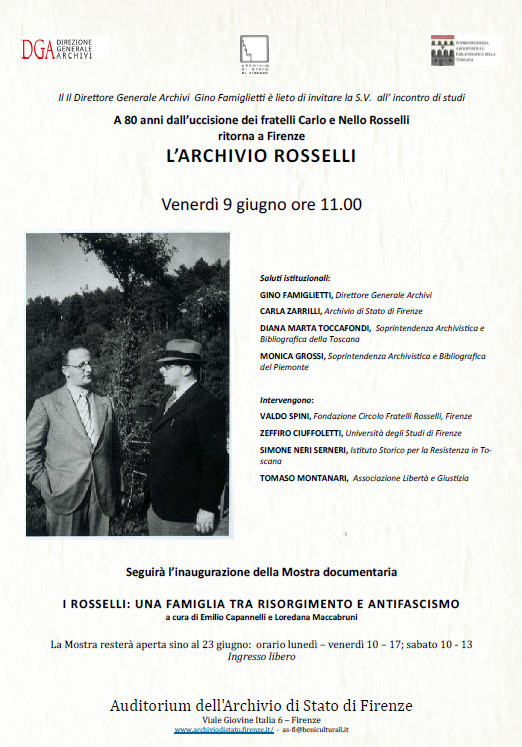 DGA DIREZIONE
GENERALE
ARCHIVI
ARCHIVIO
DI STATO
DI FIRENZE
SOPRINTENDENZA
ARCHIVISTICA E
BIBLIOGRAFICA DELLA
TOSCANA
Il Il Direttore Generale Archivi Gino Famiglietti è lieto di invitare la S.V. all' incontro di studi
A 80 anni dall'uccisione dei fratelli Carlo e Nello Rosselli
ritorna a Firenze
L'ARCHIVIO ROSSELLI
Venerdì 9 giugno ore 11.00
Saluti istituzionali:
GINO FAMIGLIETTI, Direttore Generale Archivi
CARLA ZARRILLI, Archivio di Stato di Firenze
DIANA MARTA TOCCAFONDI, Soprintendenza Archivistica e
Bibliografica della Toscana
MONICA GROSSI, Soprintendenza Archivistica e Bibliografica
del Piemonte
Intervengono:
VALDO SPINI, Fondazione Circolo Fratelli Rosselli, Firenze
ZEFFIRO CIUFFOLETTI, Università degli Studi di Firenze
SIMONE NERI SERNERI, Istituto Storico per la Resistenza in To-
scana
TOMASO MONTANARI, Associazione Libertà e Giustizia
Seguirà l'inaugurazione della Mostra documentaria
I ROSSELLI: UNA FAMIGLIA TRA RISORGIMENTO E ANTIFASCISMO
a cura di Emilio Capannelli e Loredana Maccabruni
La Mostra resterà aperta sino al 23 giugno: orario lunedì – venerdì 10 – 17; sabato 10 - 13
Ingresso libero
Auditorium dell'Archivio di Stato di Firenze
Viale Giovine Italia 6 – Firenze
www.archiviodistato.firenze.it/ - as-fi@beniculturali.it